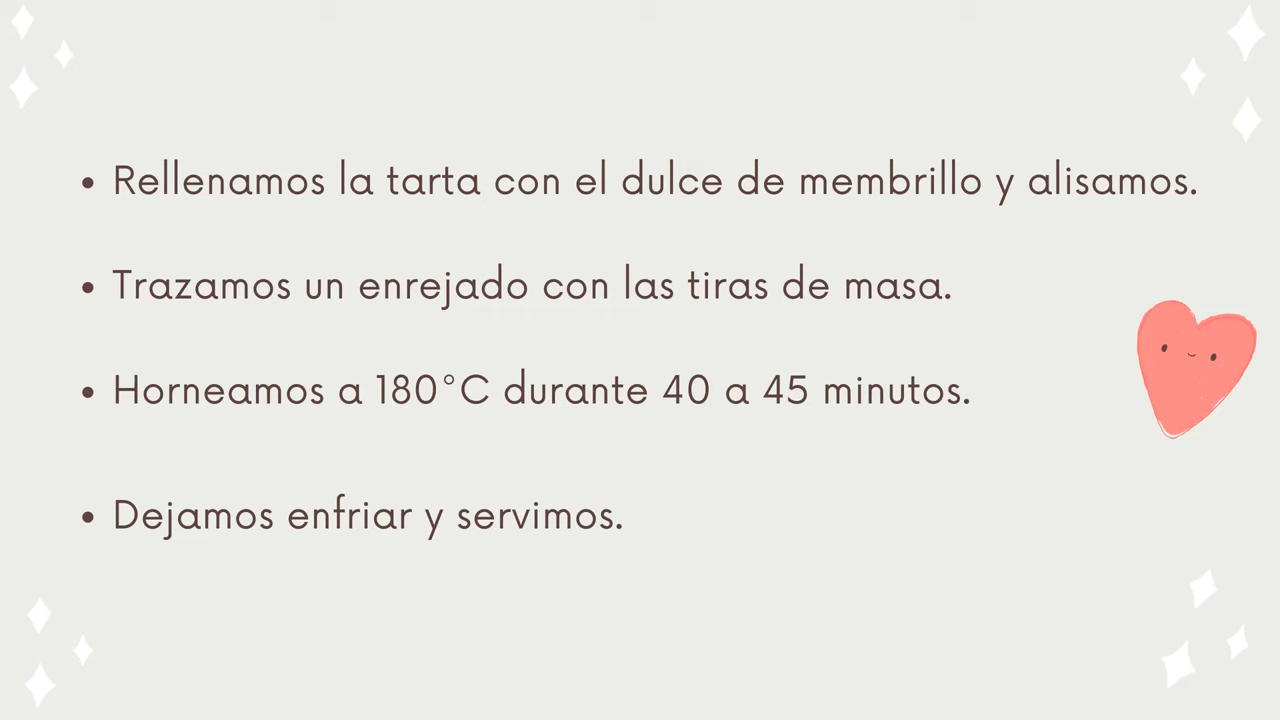 • Rellenamos la tarta con el dulce de membrillo y alisamos.
• Trazamos un enrejado con las tiras de masa.
• Horneamos a 180°C durante 40 a 45 minutos.
• Dejamos enfriar y servimos.